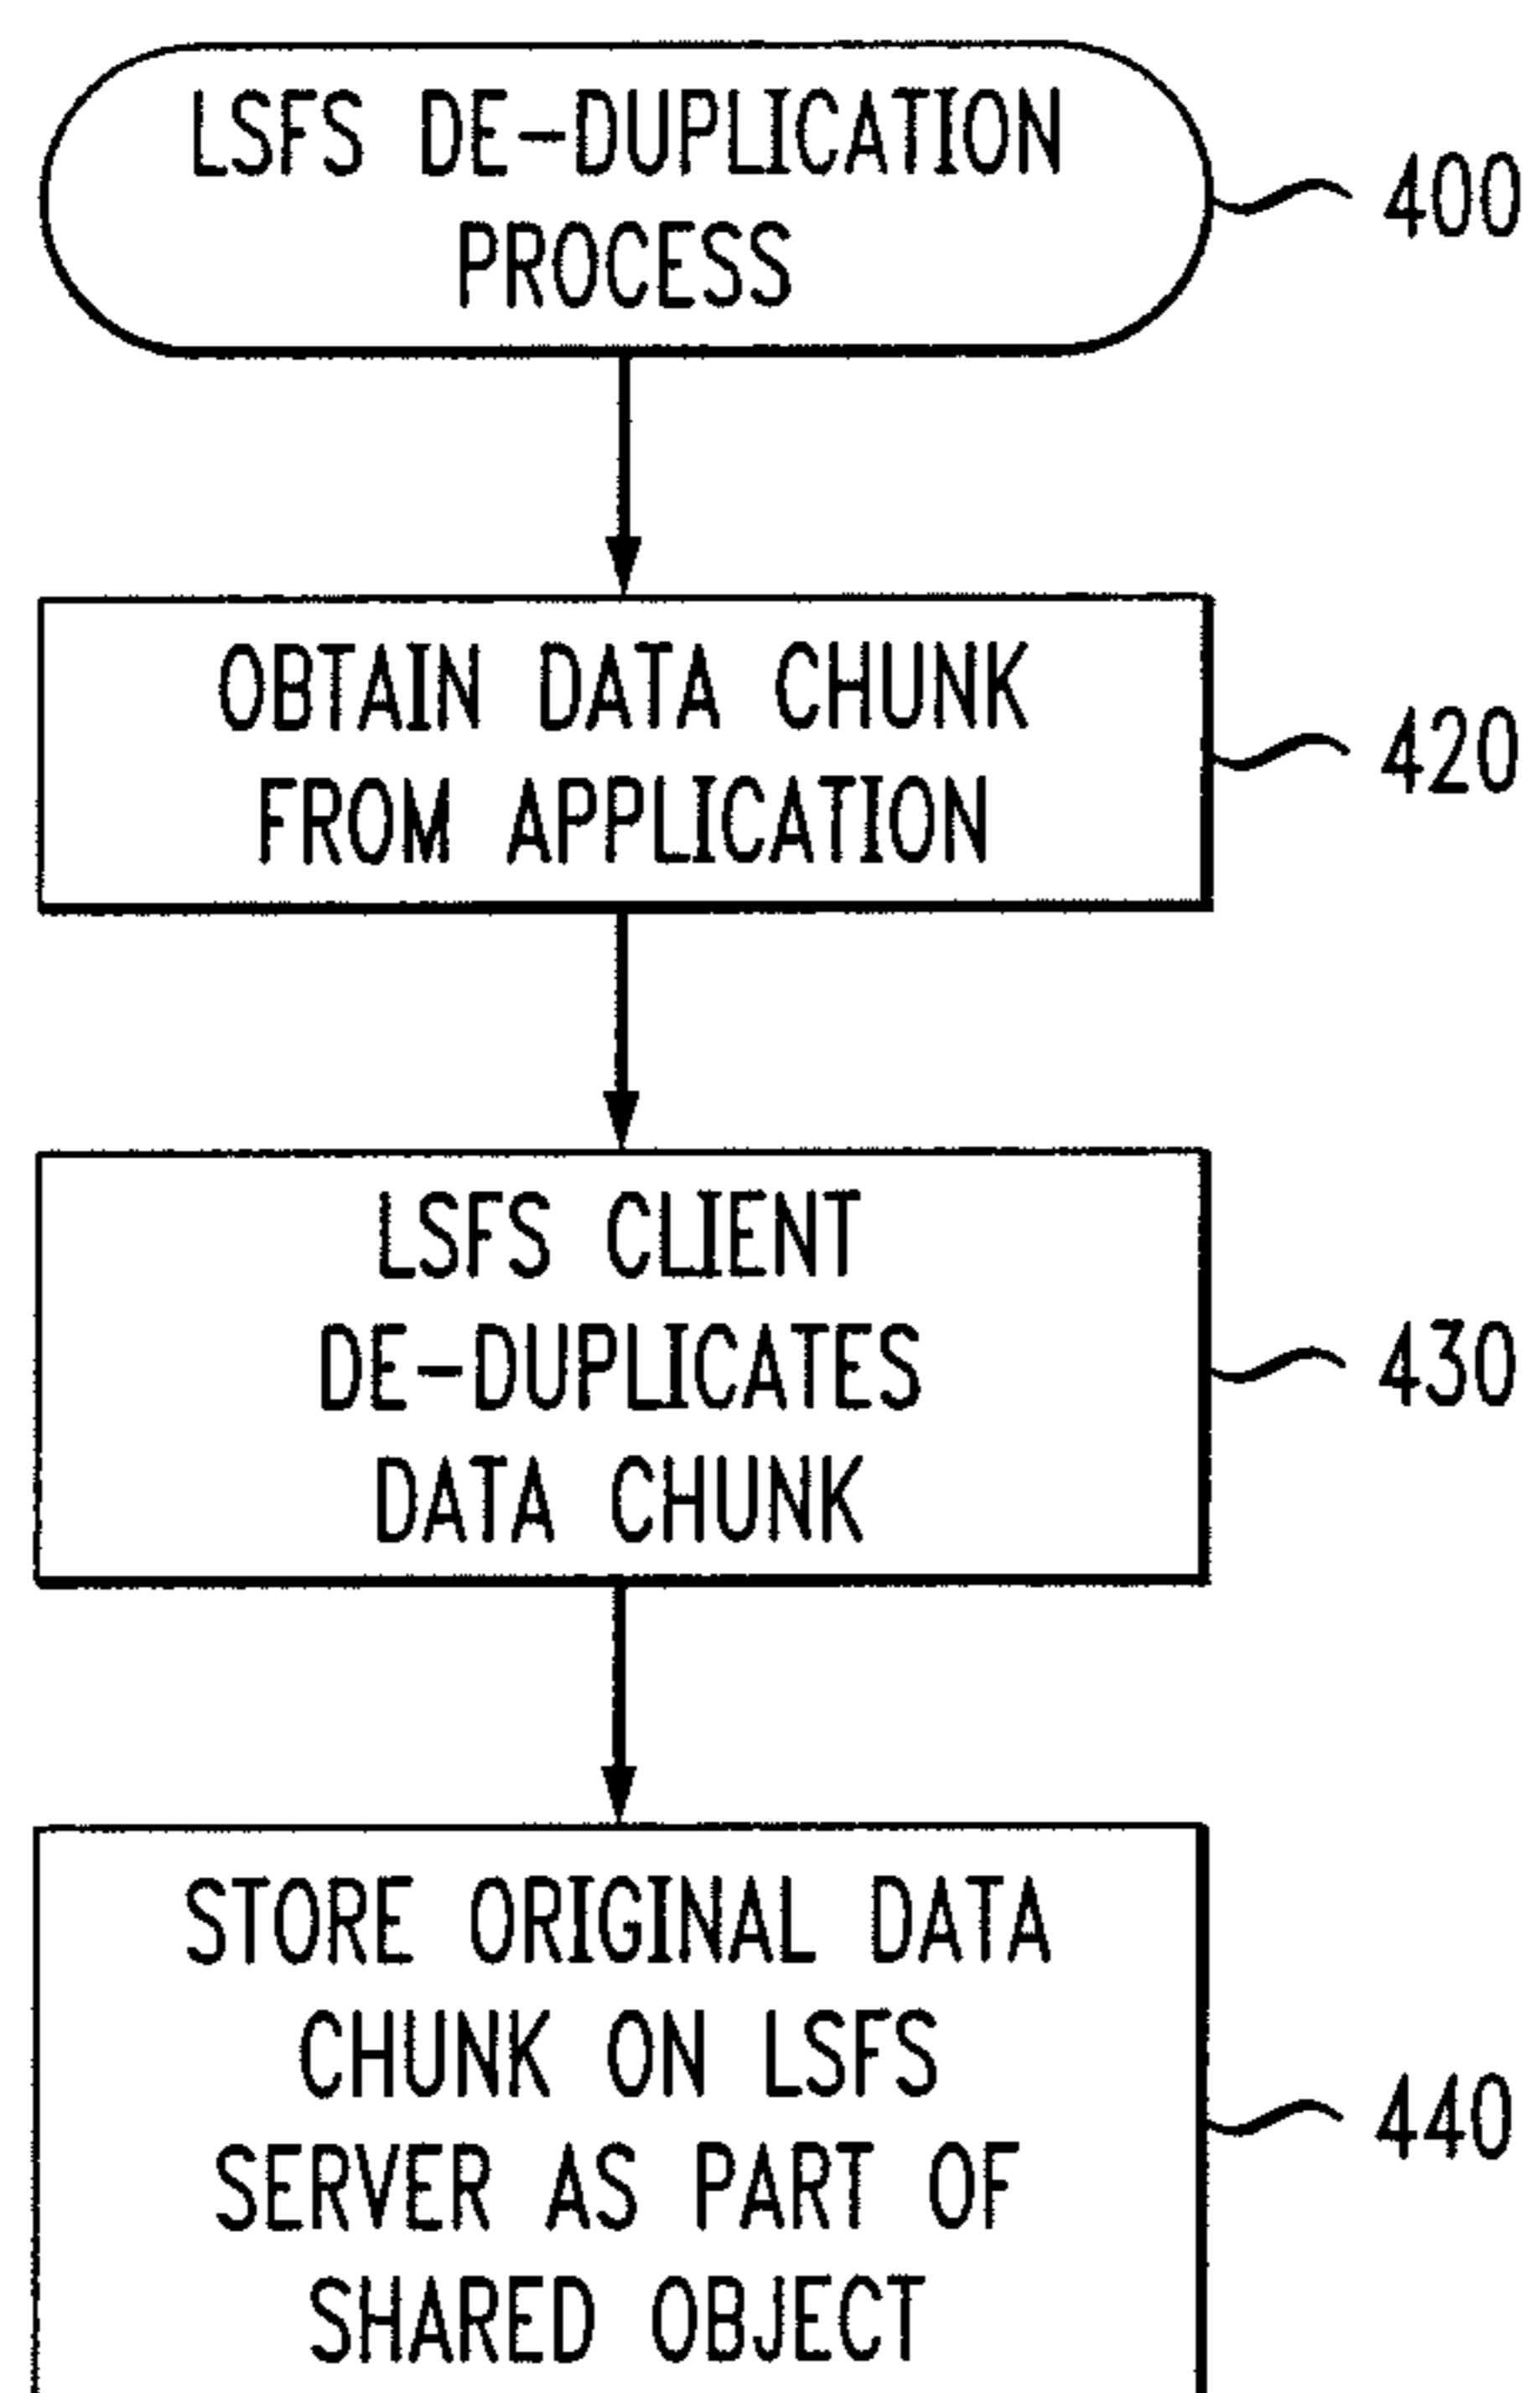 LSFS DE-DUPLICATION
PROCESS
400
OBTAIN DATA CHUNK
FROM APPLICATION
420
LSFS CLIENT
DE-DUPLICATES
DATA CHUNK
430
STORE ORIGINAL DATA
CHUNK ON LSFS
SERVER AS PART OF
SHARED OBJECT
440